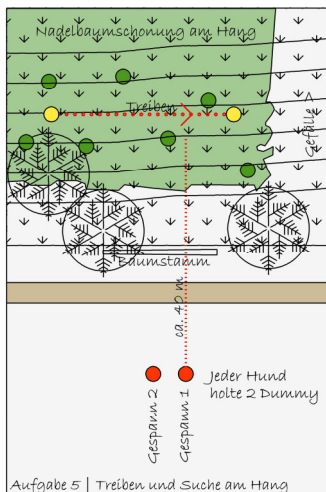 Nadelbaumschonung am Hang
Treiben
Gefälle >
Baumstamm
ca. 40 m
Gespann 2
Gespann 1
Jeder Hund
holte 2 Dummy
Aufgabe 5 | Treiben und Suche am Hang